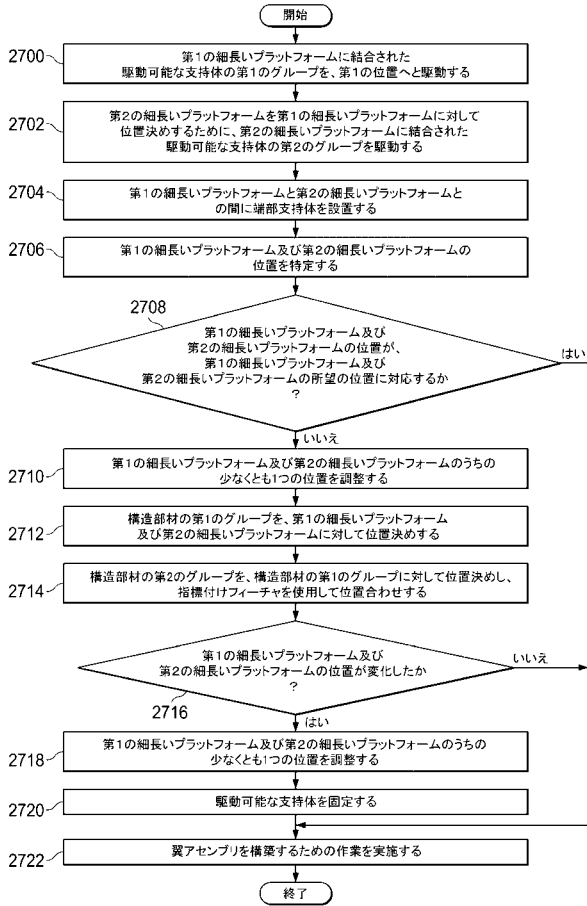 開始
2700
第1の細長いプラットフォームに結合された
駆動可能な支持体の第1のグループを、第1の位置へと駆動する
2702
第2の細長いプラットフォームを第1の細長いプラットフォームに対して
位置決めするために、第2の細長いプラットフォームに結合された
駆動可能な支持体の第2のグループを駆動する
2704
第1の細長いプラットフォームと第2の細長いプラットフォームと
の間に端部支持体を設置する
2706
第1の細長いプラットフォーム及び第2の細長いプラットフォームの
位置を特定する
2708
第1の細長いプラットフォーム及び
第2の細長いプラットフォームの位置が、
第1の細長いプラットフォーム及び
第2の細長いプラットフォームの所望の位置に対応するか
?
はい
いいえ
2710
第1の細長いプラットフォーム及び第2の細長いプラットフォームのうちの
少なくとも1つの位置を調整する
2712
構造部材の第1のグループを、第1の細長いプラットフォーム
及び第2の細長いプラットフォームに対して位置決めする
2714
構造部材の第2のグループを、構造部材の第1のグループに対して位置決めし、
指標付けフィーチャを使用して位置合わせする
第1の細長いプラットフォーム及び
第2の細長いプラットフォームの位置が変化したか
?
いいえ
2716
はい
2718
第1の細長いプラットフォーム及び第2の細長いプラットフォームのうちの
少なくとも1つの位置を調整する
2720
駆動可能な支持体を固定する
2722
翼アセンブリを構築するための作業を実施する
終了